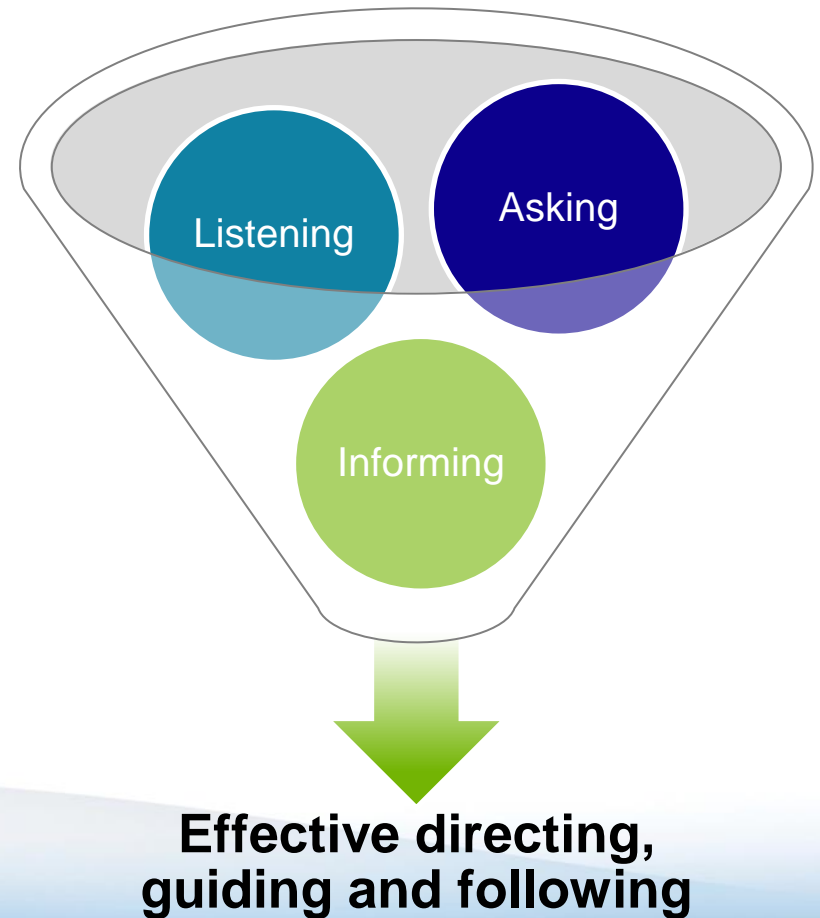 Listening
Asking
Informing
Effective directing,
guiding and following